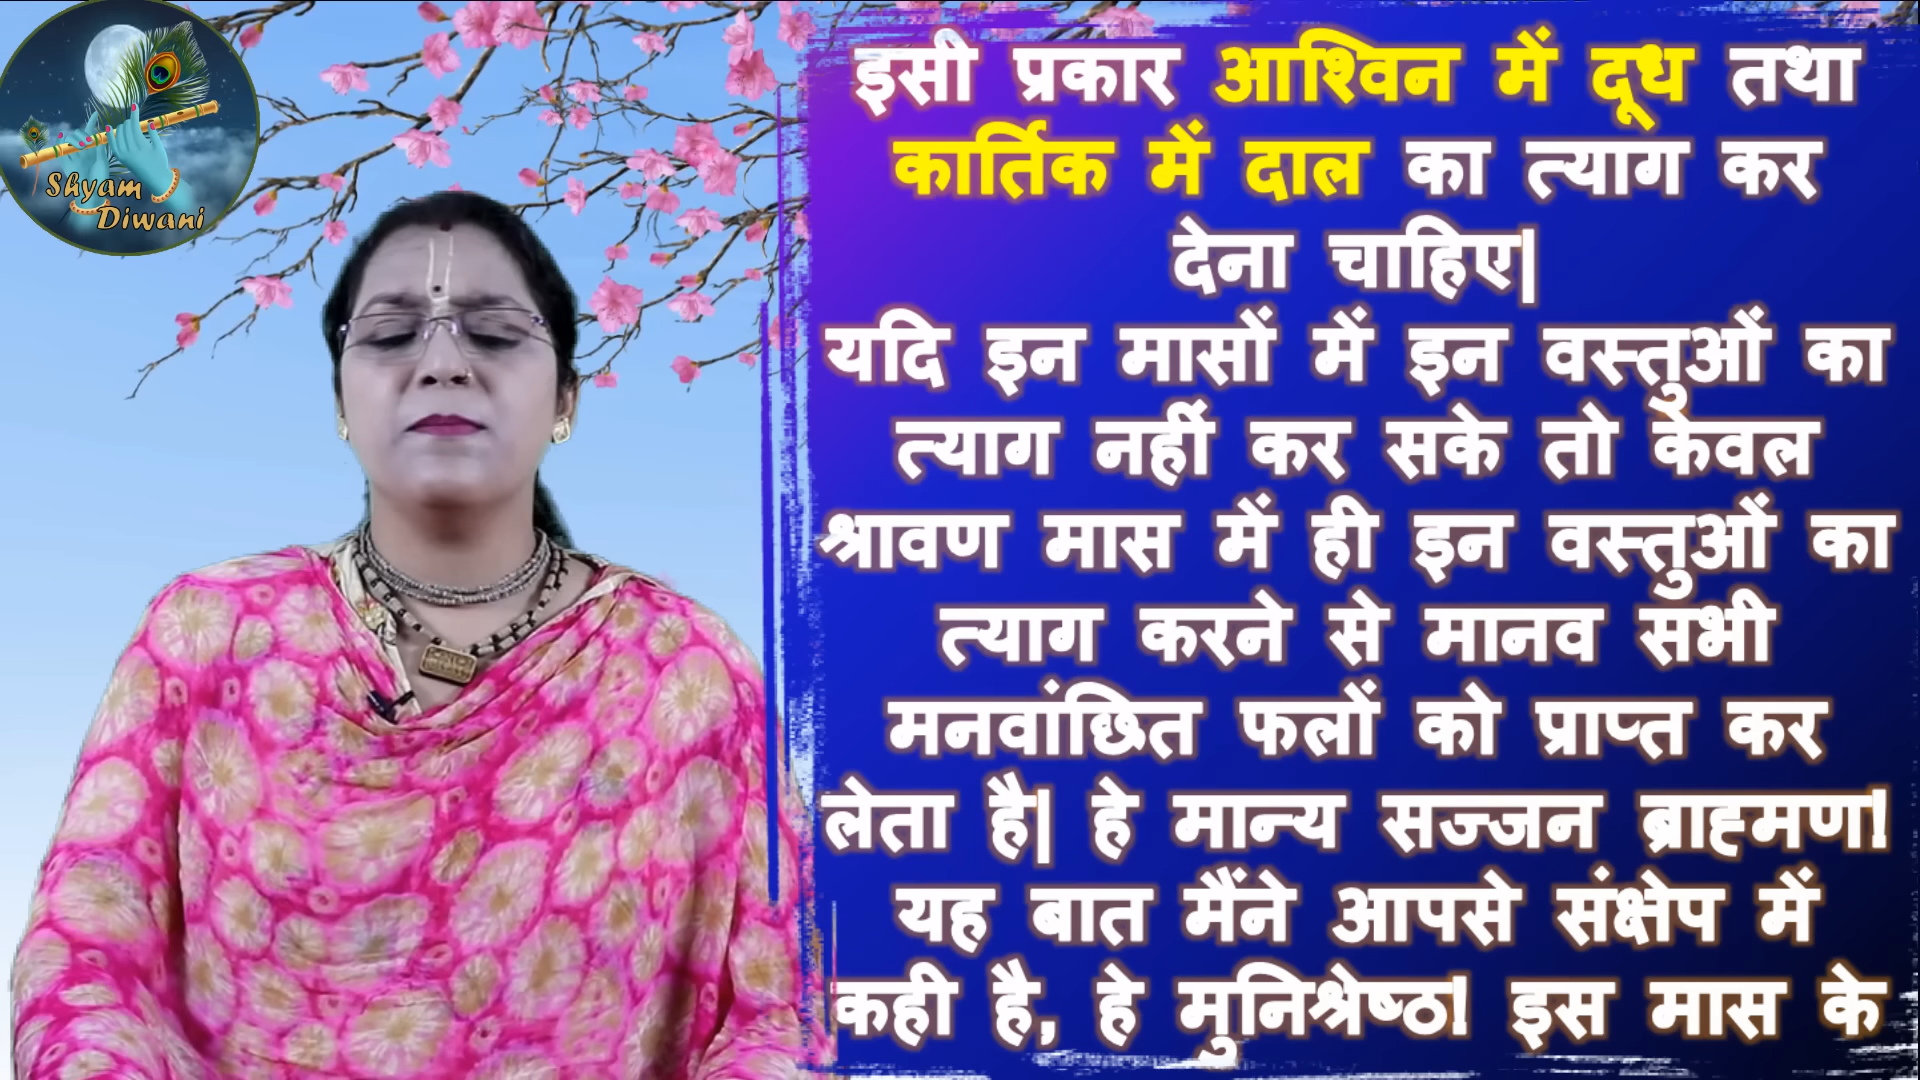 Shyam
Diwani
इसी प्रकार आश्विन में दूध तथा
कार्तिक में दाल का त्याग कर
देना चाहिए|
यदि इन मासों में इन वस्तुओं का
त्याग नहीं कर सके तो केवल
श्रावण मास में ही इन वस्तुओं का
त्याग करने से मानव सभी
मनवांछित फलों को प्राप्त कर
लेता है| हे मान्य सज्जन ब्राह्मण!
यह बात मैंने आपसे संक्षेप में
कही है, हे मुनिश्रेष्ठ! इस मास के